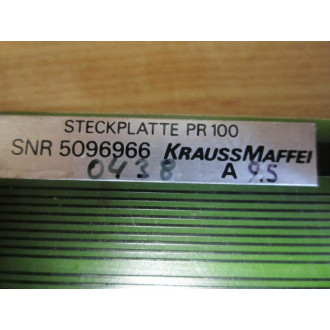 STECKPLATTE PR 100
SNR 5096966 KRAUSSMAFFEI
0438 A 9.5